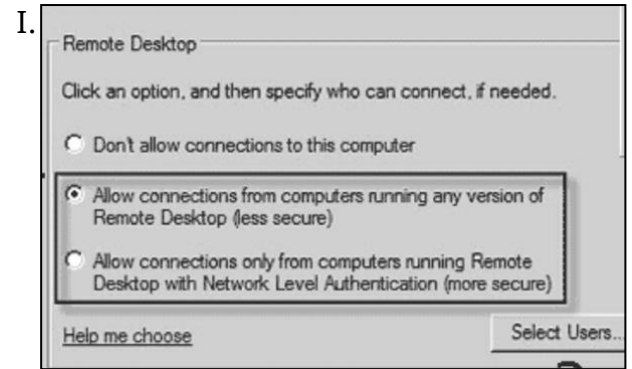 I.
Remote Desktop
Click an option, and then specify who can connect, if needed.
Don't allow connections to this computer
Allow connections from computers running any version of
Remote Desktop (less secure)
Allow connections only from computers running Remote
Desktop with Network Level Authentication (more secure)
Help me choose
Select Users...